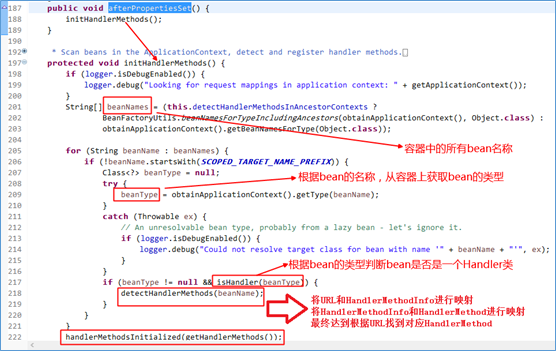 187 public void afterPropertiesSet() {
188 initHandlerMethods();
189 }
190
192 * Scan beans in the ApplicationContext, detect and register handler methods.
197 protected void initHandlerMethods() {
198 if (logger.isDebugEnabled()) {
199 logger.debug("Looking for request mappings in application context: " + getApplicationContext());
200 }
201 String[] beanNames = (this.detectHandlerMethodsInAncestorContexts ?
202 BeanFactoryUtils.beanNamesForTypeIncludingAncestors(obtainApplicationContext(), Object.class) :
203 obtainApplicationContext().getBeanNamesForType(Object.class));
204
容器中的所有bean名称
205 for (String beanName : beanNames) {
206 if (!beanName.startsWith(SCOPED_TARGET_NAME_PREFIX)) {
207 Class<?> beanType = null;
根据bean的名称，从容器上获取bean的类型
208 try {
209 beanType = obtainApplicationContext().getType(beanName);
210 }
211 catch (Throwable ex) {
212 // An unresolvable bean type, probably from a lazy bean - let's ignore it.
213 if (logger.isDebugEnabled()) {
214 logger.debug("Could not resolve target class for bean with name '" + beanName + "'", ex);
215 }
216 }
根据bean的类型判断bean是否是一个Handler类
217 if (beanType != null && isHandler(beanType)) {
218 detectHandlerMethods(beanName);
219 }
220 }
221 }
将URL和HandlerMethodInfo进行映射
将HandlerMethodInfo和HandlerMethod进行映射
最终达到根据URL找到对应HandlerMethod
222 handlerMethodsInitialized(getHandlerMethods());